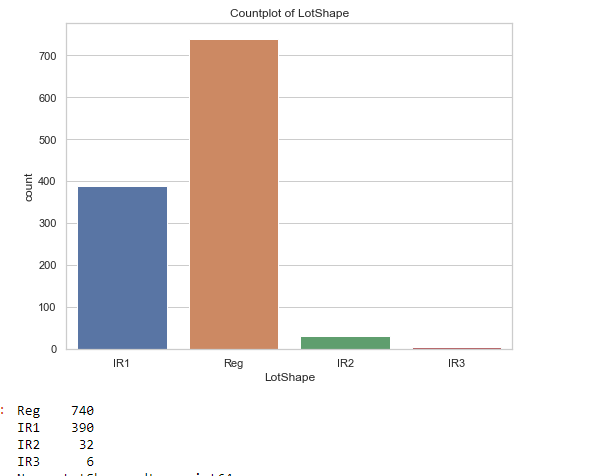 Countplot of LotShape
700
600
500
400
300
200
100
0
count
IR1 Reg IR2 IR3
LotShape
: Reg 740
IR1 390
IR2 32
IR3 6